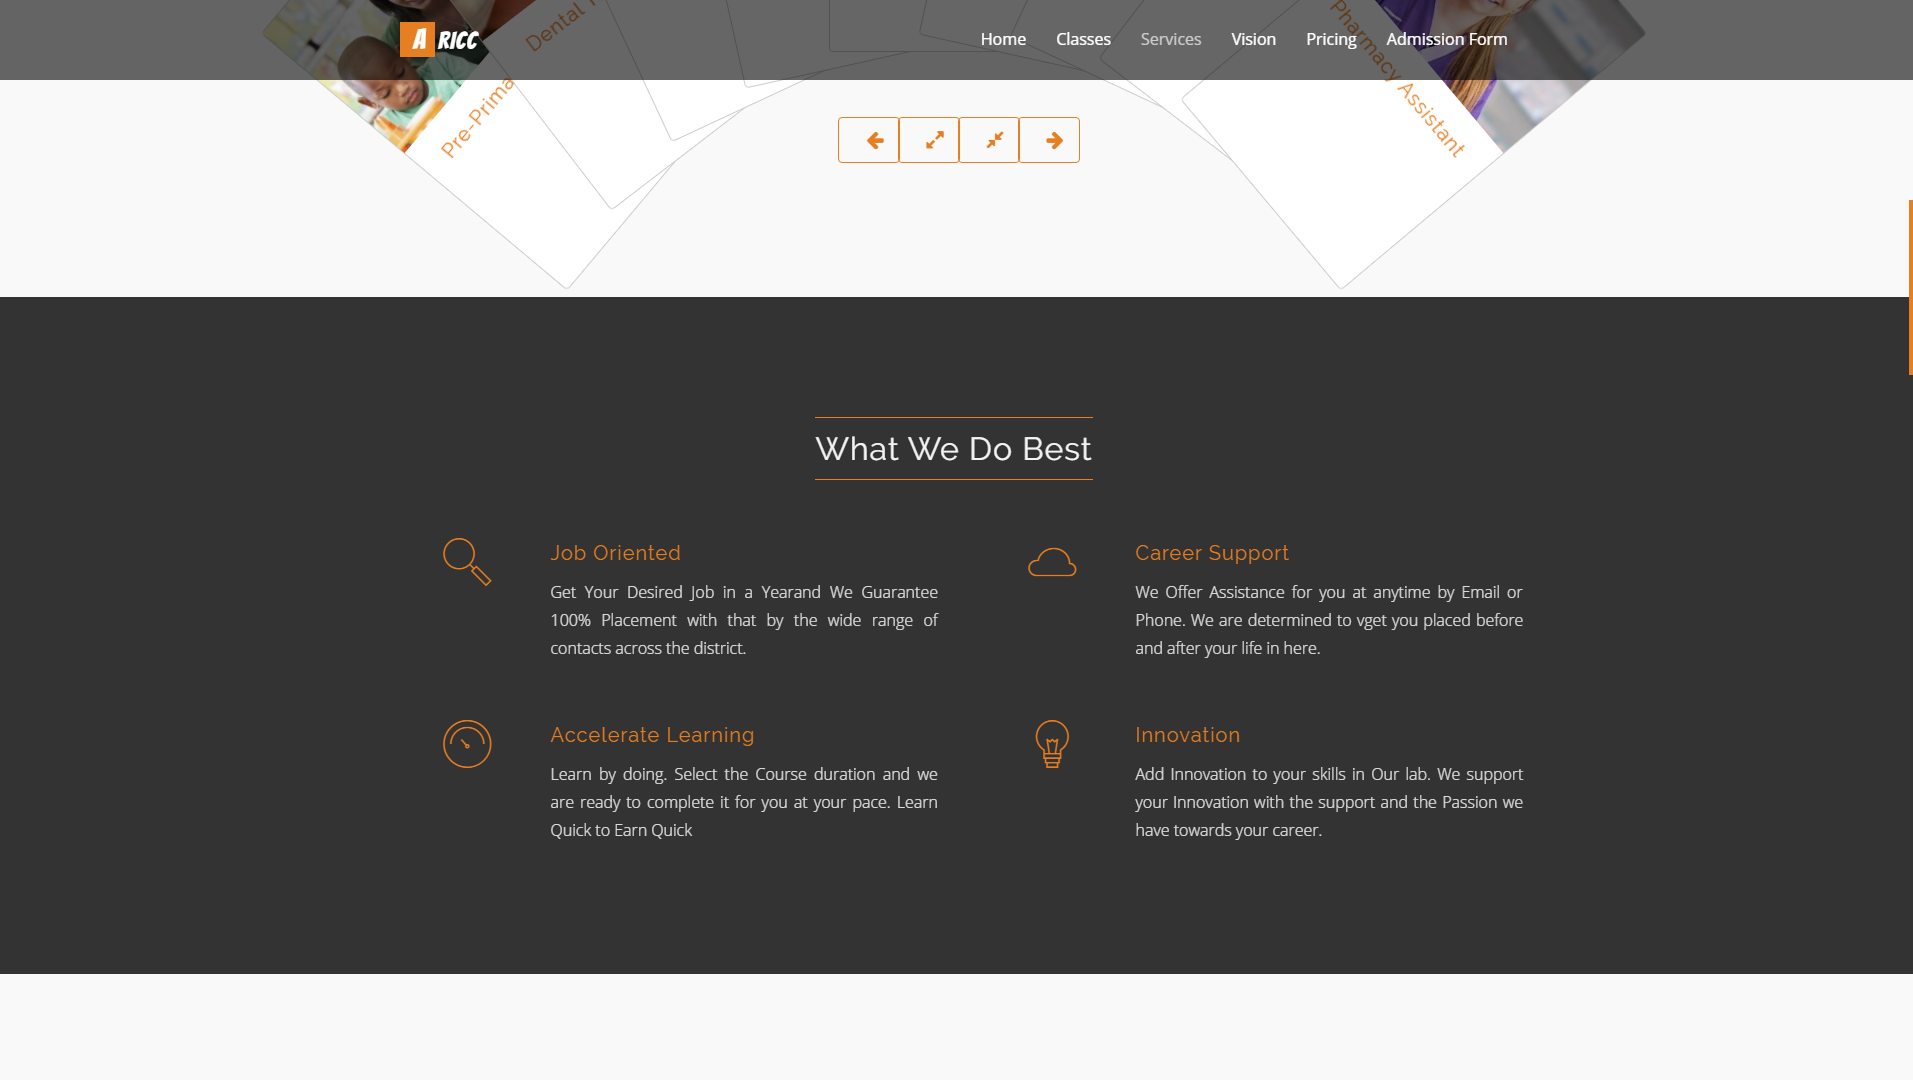 A RICC
Home Classes Services Vision Pricing Admission Form
Dental
Pre-Prima
Pharmacy Assistant
What We Do Best
Job Oriented
Get Your Desired Job in a Yearand We Guarantee
100% Placement with that by the wide range of
contacts across the district.
Career Support
We Offer Assistance for you at anytime by Email or
Phone. We are determined to vget you placed before
and after your life in here.
Accelerate Learning
Learn by doing. Select the Course duration and we
are ready to complete it for you at your pace. Learn
Quick to Earn Quick
Innovation
Add Innovation to your skills in Our lab. We support
your Innovation with the support and the Passion we
have towards your career.